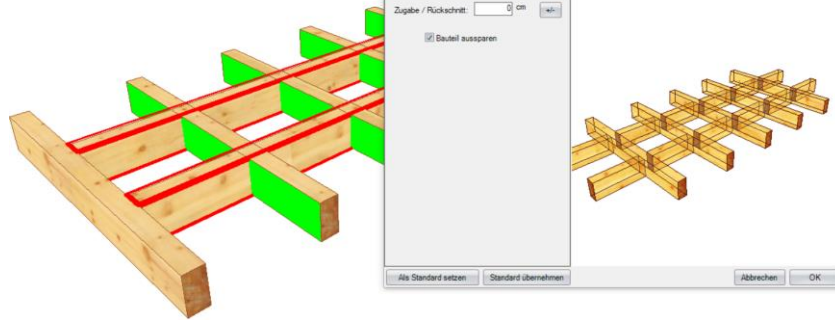 Zugabe / Rückschnitt: 0 cm +/-
Bauteil aussparen
Als Standard setzen Standard übernehmen Abbrechen OK